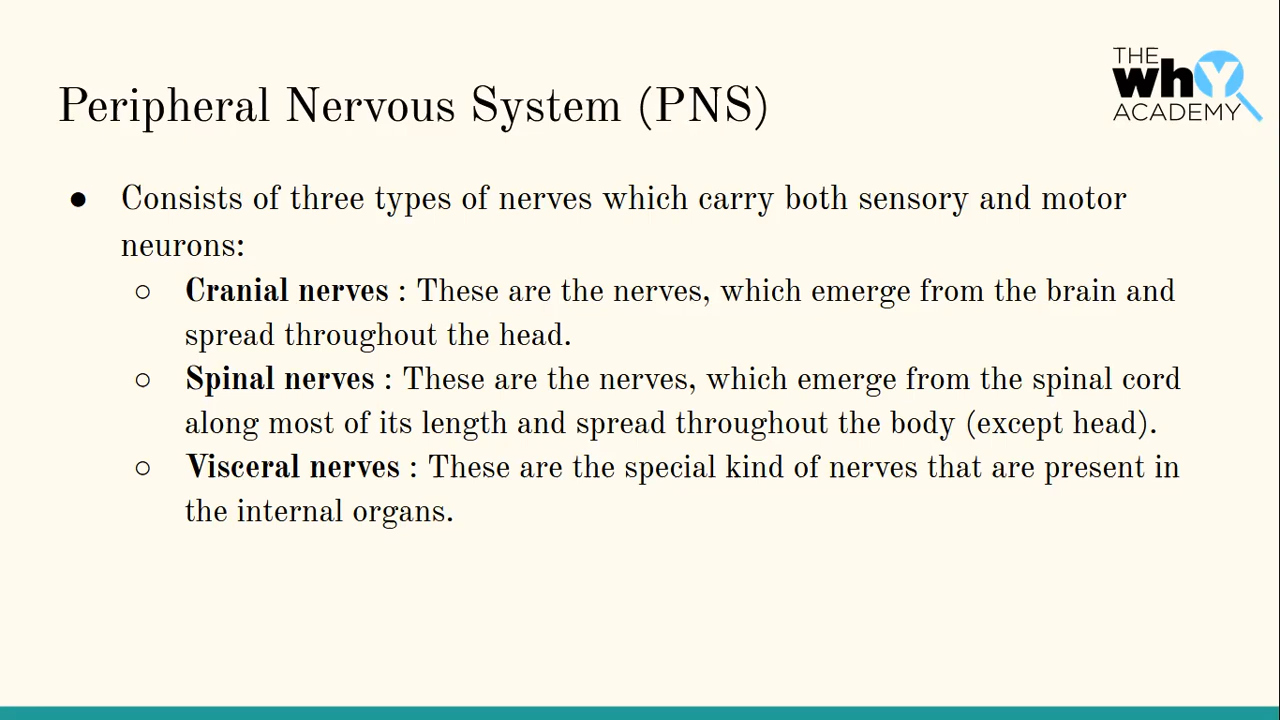 THE
whY
ACADEMY
Peripheral Nervous System (PNS)
● Consists of three types of nerves which carry both sensory and motor
neurons:
○ Cranial nerves : These are the nerves, which emerge from the brain and
spread throughout the head.
○ Spinal nerves : These are the nerves, which emerge from the spinal cord
along most of its length and spread throughout the body (except head).
○ Visceral nerves : These are the special kind of nerves that are present in
the internal organs.